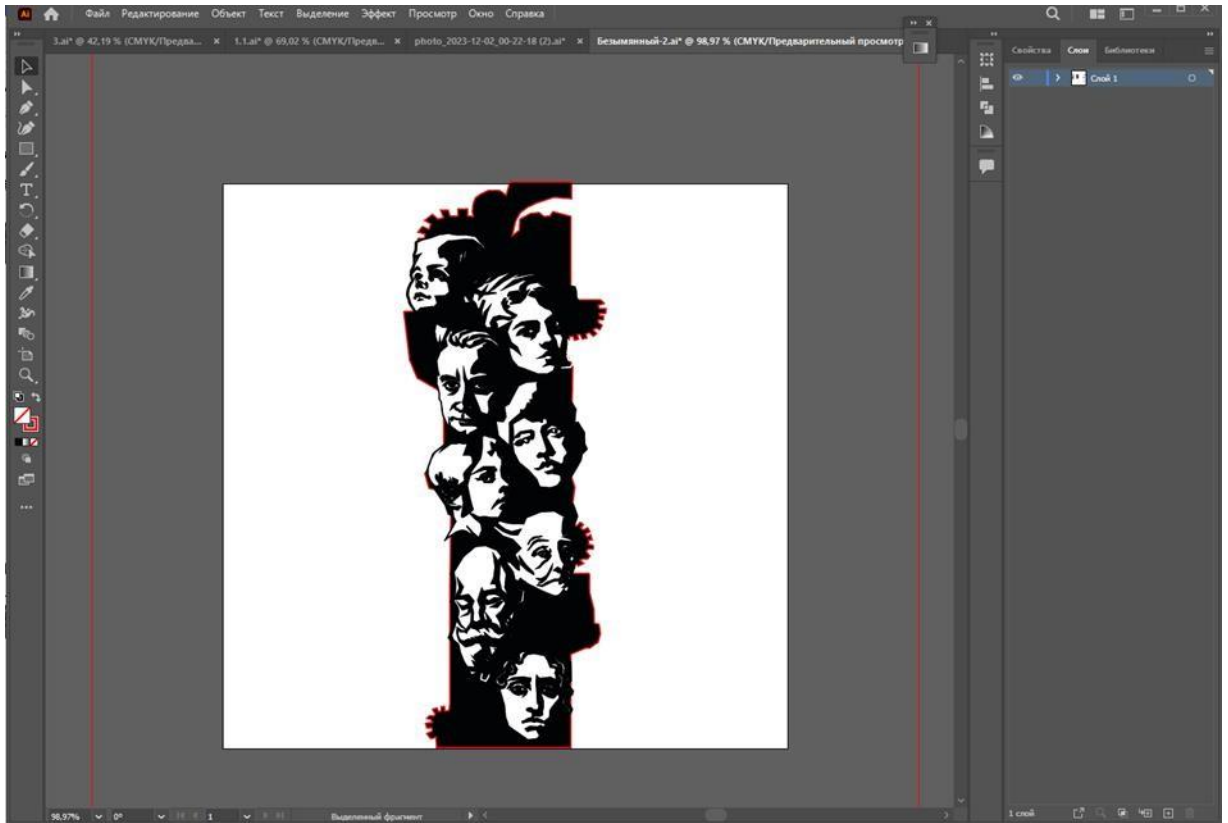 Ai Файл Редактирование Объект Текст Выделение Эффект Просмотр Окно Справка
3.ai* @ 42,19 % (CMYK/Предва... × 1.1.ai* @ 69,02 % (CMYK/Предв... × photo_2023-12-02_00-22-18 (2).ai* × Безымянный-2.ai* @ 98,97 % (CMYK/Предварительный просмотр
Свойства Слои Библиотеки
Слой 1
98,97% 0° 1 Выделенный фрагмент
1 слой